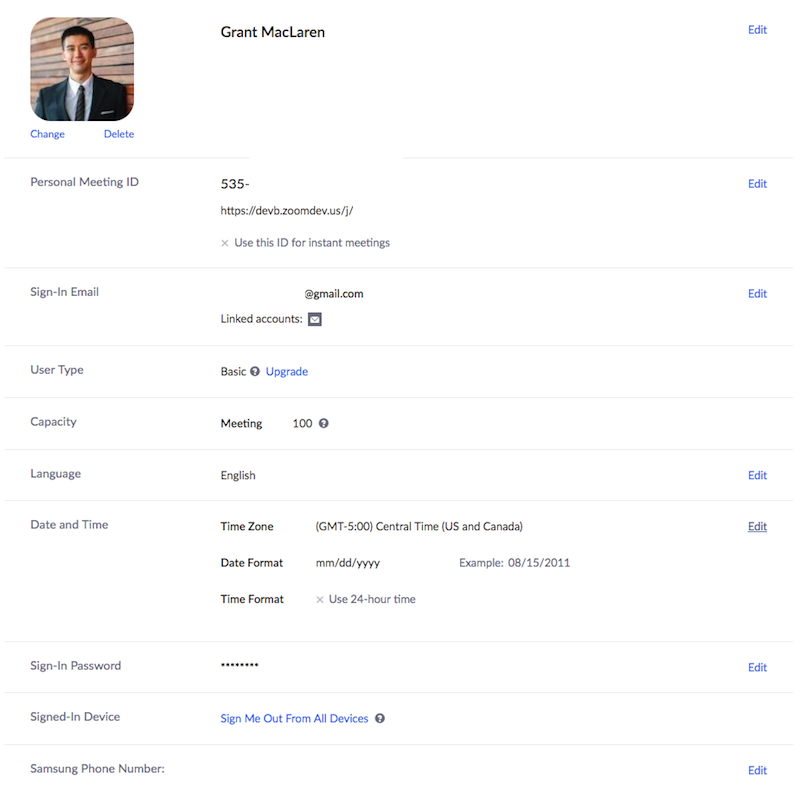 Grant MacLaren
Edit
Change Delete
Personal Meeting ID 535- Edit
https://devb.zoomdev.us/j/
× Use this ID for instant meetings
Sign-In Email @gmail.com Edit
Linked accounts:
User Type Basic ? Upgrade
Capacity Meeting 100 ?
Language English Edit
Date and Time Time Zone (GMT-5:00) Central Time (US and Canada) Edit
Date Format mm/dd/yyyy Example: 08/15/2011
Time Format × Use 24-hour time
Sign-In Password ******** Edit
Signed-In Device Sign Me Out From All Devices ?
Samsung Phone Number: Edit